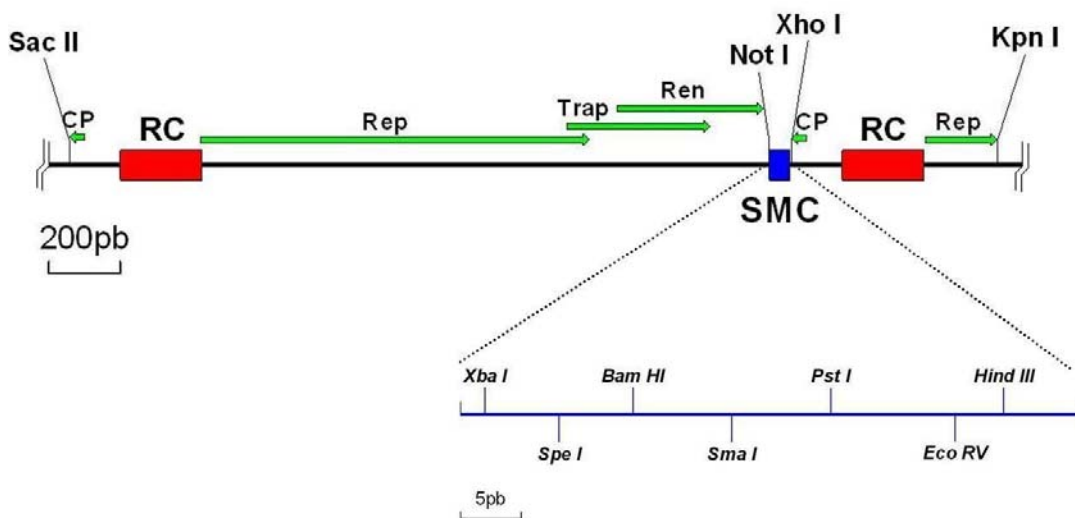 Sac II
Xho I
Kpn I
Not I
CP
RC
Rep
Trap
Ren
CP
RC
Rep
SMC
200pb
Xba I
Bam HI
Pst I
Hind III
Spe I
Sma I
Eco RV
5pb